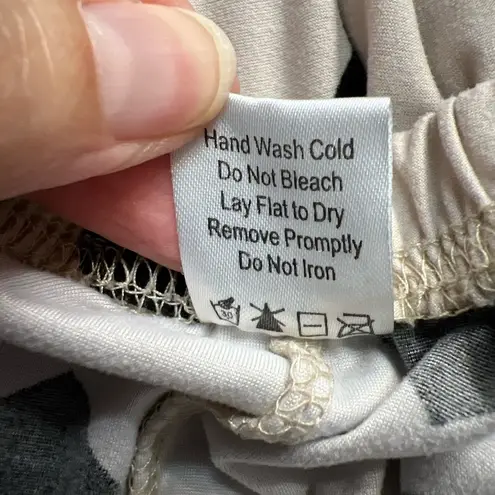 Hand Wash Cold
Do Not Bleach
Lay Flat to Dry
Remove Promptly
Do Not Iron
30